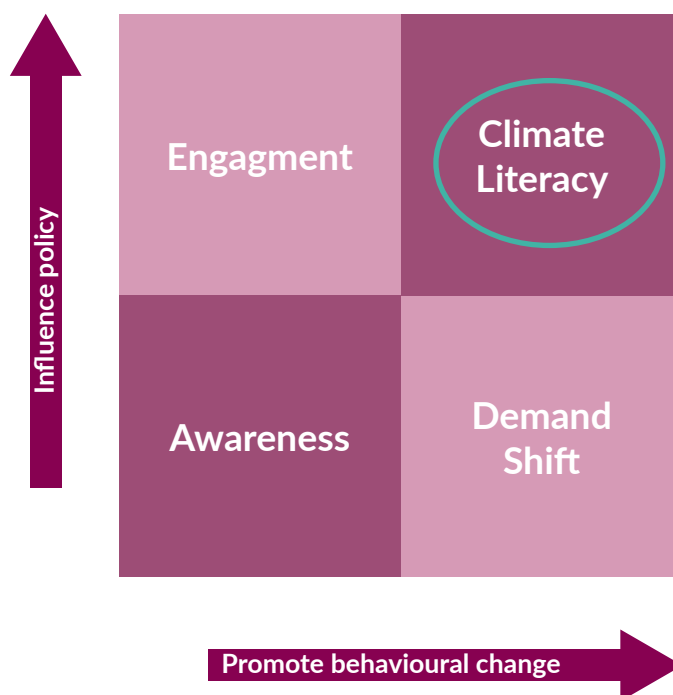 Engagment
Climate
Literacy
Influence policy
Awareness
Demand
Shift
Promote behavioural change